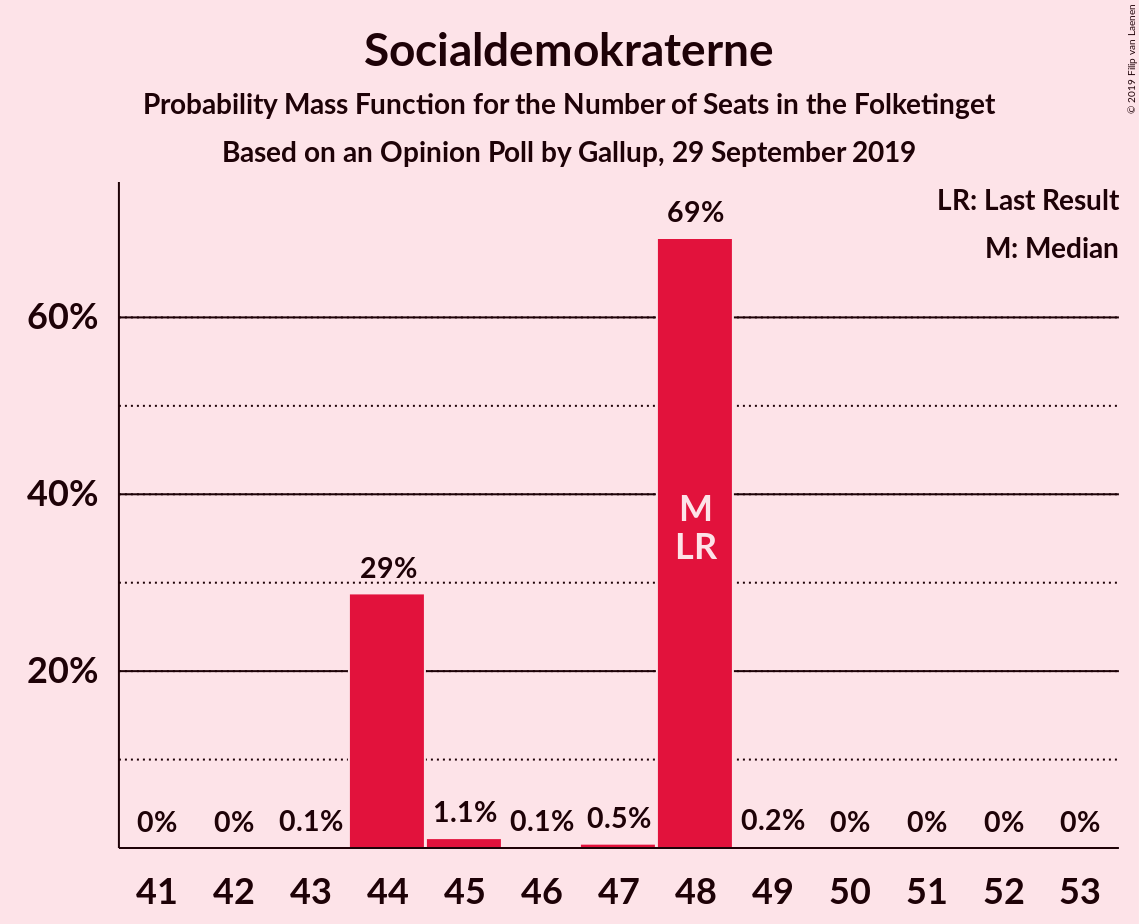 Socialdemokraterne
Probability Mass Function for the Number of Seats in the Folketinget
Based on an Opinion Poll by Gallup, 29 September 2019
© 2019 Filip van Laenen
LR: Last Result
M: Median
60%
40%
20%
0%
0%
0.1%
29%
1.1%
0.1%
0.5%
69%
0.2%
0%
0%
0%
0%
M
LR
41 42 43 44 45 46 47 48 49 50 51 52 53